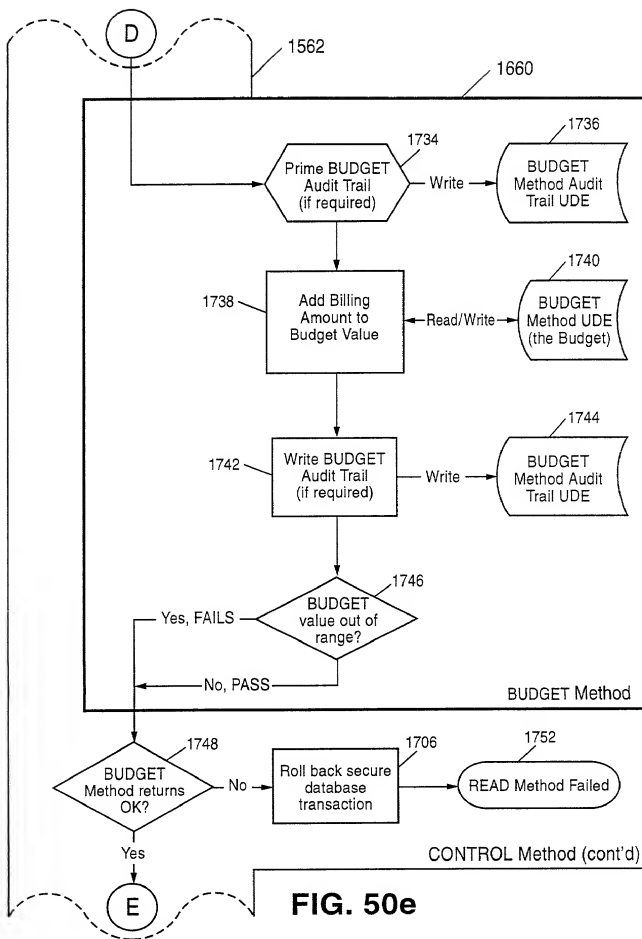 D
1562
1660
1734
1736
Prime BUDGET
Audit Trail
(if required)
Write
BUDGET
Method Audit
Trail UDE
1738
Add Billing
Amount to
Budget Value
Read/Write
1740
BUDGET
Method UDE
(the Budget)
1742
Write BUDGET
Audit Trail
(if required)
Write
1744
BUDGET
Method Audit
Trail UDE
1746
BUDGET
value out of
range?
Yes, FAILS
No, PASS
BUDGET Method
1748
BUDGET
Method returns
OK?
No
1706
Roll back secure
database
transaction
1752
READ Method Failed
Yes
CONTROL Method (cont'd)
E
FIG. 50e